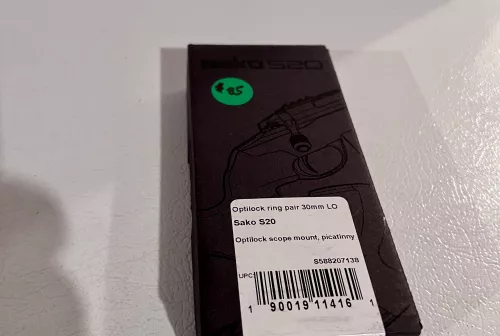 sako S20
$85
Optilock ring pair 30mm LO
Sako S20
Optilock scope mount, picatinny
S588207138
UPC:
1 90019 11416 1